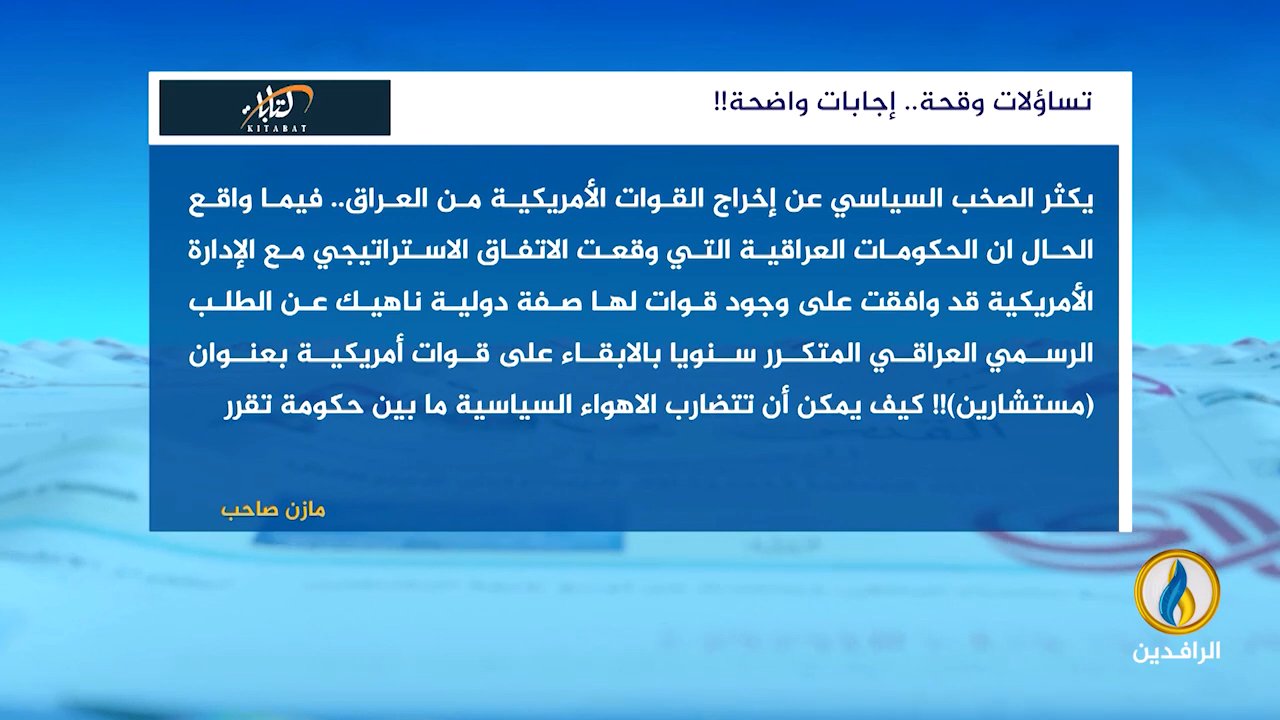 تساؤلات وقحة.. إجابات واضحة!!
كتابات
KITABAT
يكثر الصخب السياسي عن إخراج القوات الأمريكية من العراق.. فيما واقع
الحال ان الحكومات العراقية التي وقعت الاتفاق الاستراتيجي مع الإدارة
الأمريكية قد وافقت على وجود قوات لها صفة دولية ناهيك عن الطلب
الرسمي العراقي المتكرر سنويا بالابقاء على قوات أمريكية بعنوان
(مستشارين)!! كيف يمكن أن تتضارب الاهواء السياسية ما بين حكومة تقرر
مازن صاحب
الرافدين